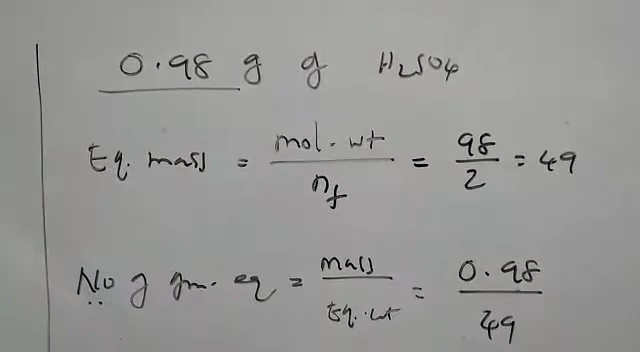 0.98 g of H₂SO₄
Eq. mass = mol. wt / n_f = 98 / 2 = 49
No of gm. eq = mass / Eq. wt = 0.98 / 49